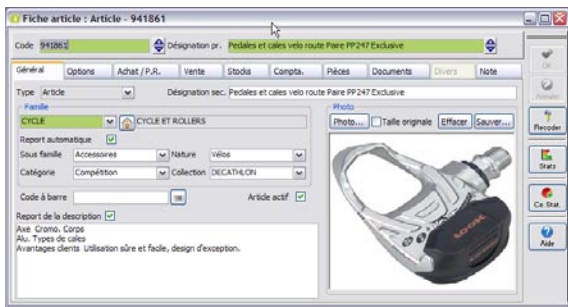 Fiche article : Article - 941861
Code 941861 Désignation pr. Pedales et cales velo route Paire PP247 Exclusive
Général Options Achat / P.R. Vente Stocks Compta. Pièces Documents Divers Note
Type Article Désignation sec. Pedales et cales velo route Paire PP247 Exclusive
Famille
CYCLE CYCLE ET ROLLERS
Report automatique
Sous famille Accessoires Nature Vélos
Catégorie Compétition Collection DECATHLON
Code à barre Article actif
Report de la description
Axe Cromo. Corps
Alu. Types de cales
Avantages clients Utilisation sûre et facile, design d'exception.
Photo
Photo... Taille originale Effacer Sauver...
LOOK
OK
Annuler
Recoder
Stats
Ce. Stat.
Aide